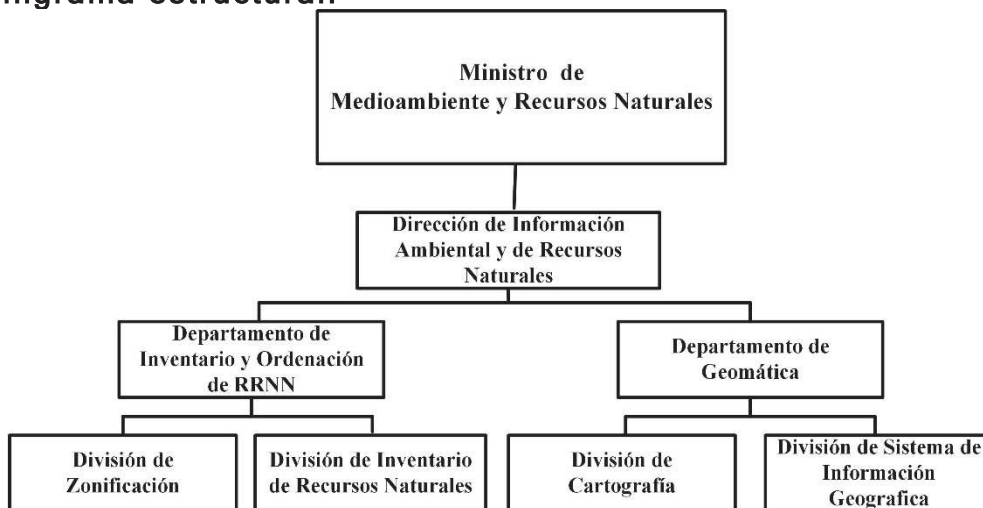 Ministro de
Medioambiente y Recursos Naturales
Dirección de Información
Ambiental y de Recursos
Naturales
Departamento de
Inventario y Ordenación
de RRNN
Departamento de
Geomática
División de
Zonificación
División de Inventario
de Recursos Naturales
División de
Cartografía
División de Sistema de
Información
Geografica